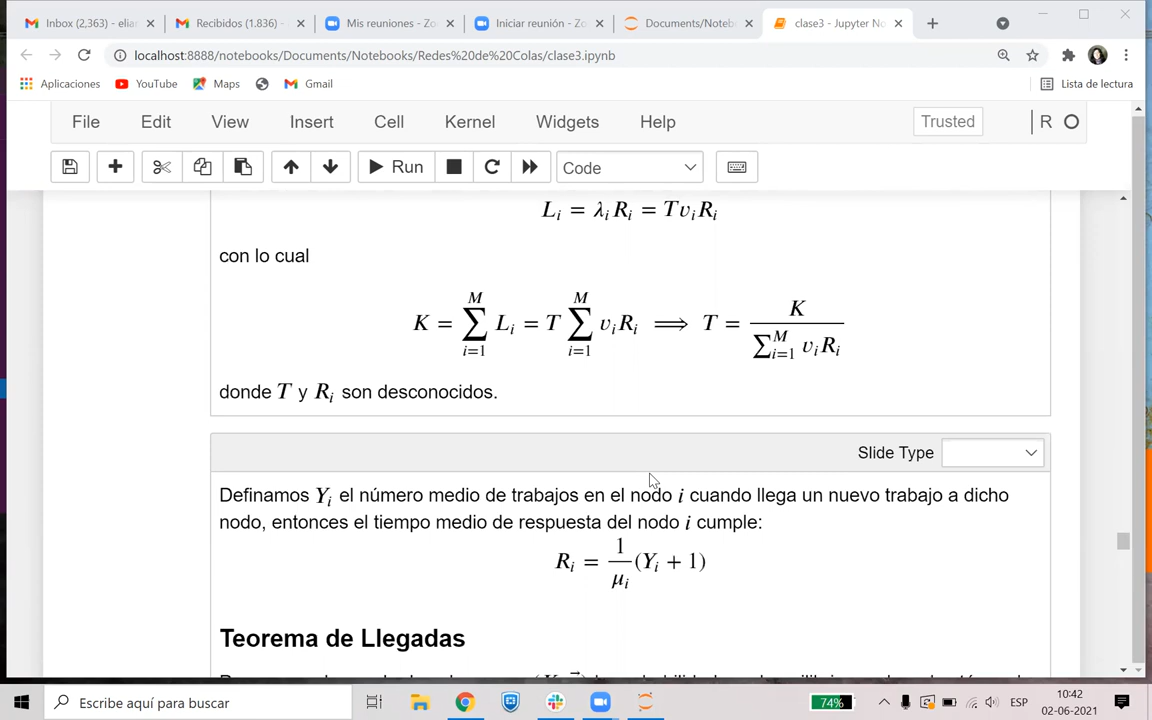 Inbox (2,363) - elia
Recibidos (1.836) -
Mis reuniones - Zo
Iniciar reunión - Zo
Documents/Noteb
clase3 - Jupyter No
localhost:8888/notebooks/Documents/Notebooks/Redes%20de%20Colas/clase3.ipynb
Aplicaciones
YouTube
Maps
Gmail
Lista de lectura
File Edit View Insert Cell Kernel Widgets Help
Trusted
R
Run
Code
L_i = λ_i R_i = T v_i R_i
con lo cual
K = ∑_{i=1}^{M} L_i = T ∑_{i=1}^{M} v_i R_i ⟹ T = K / ∑_{i=1}^{M} v_i R_i
donde T y R_i son desconocidos.
Slide Type
Definamos Y_i el número medio de trabajos en el nodo i cuando llega un nuevo trabajo a dicho
nodo, entonces el tiempo medio de respuesta del nodo i cumple:
R_i = 1/μ_i (Y_i + 1)
Teorema de Llegadas
Escribe aquí para buscar
74%
ESP
10:42
02-06-2021